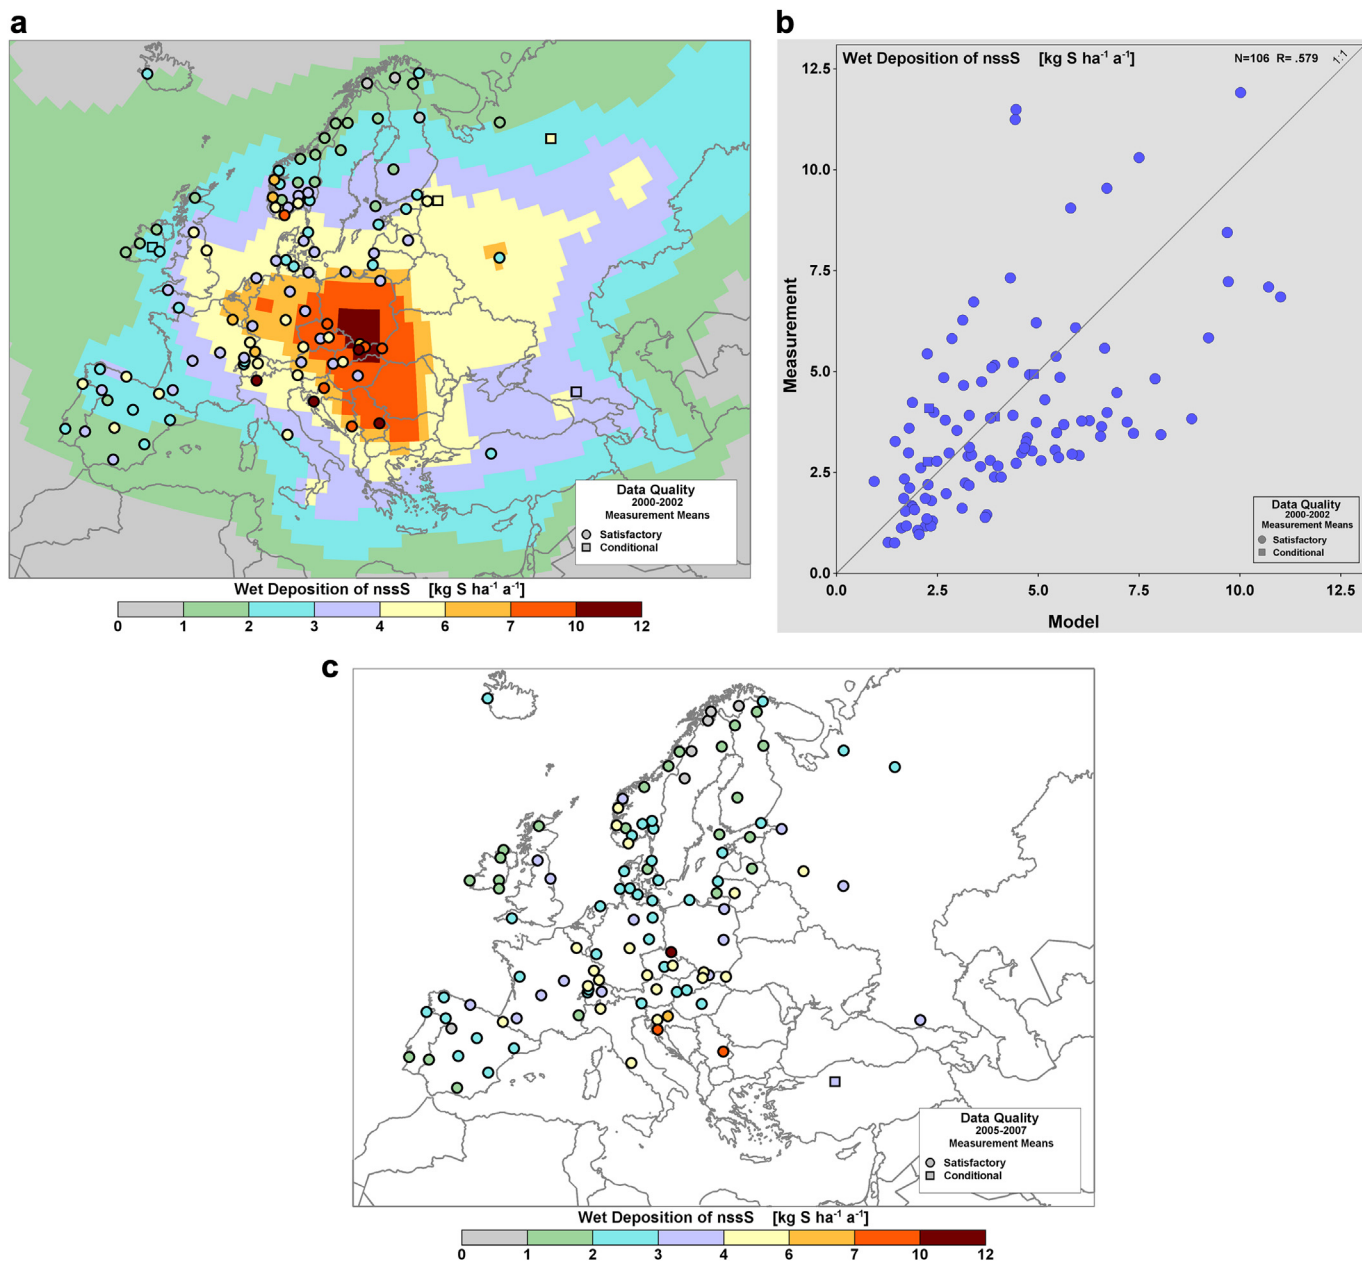 a
Data Quality
2000-2002
Measurement Means
Satisfactory
Conditional
Wet Deposition of nssS [kg S ha⁻¹ a⁻¹]
0 1 2 3 4 6 7 10 12
b
Wet Deposition of nssS [kg S ha⁻¹ a⁻¹]
N=106 R= .579
1:1
12.5
10.0
7.5
5.0
2.5
0.0
Measurement
Data Quality
2000-2002
Measurement Means
Satisfactory
Conditional
0.0 2.5 5.0 7.5 10.0 12.5
Model
c
Data Quality
2005-2007
Measurement Means
Satisfactory
Conditional
Wet Deposition of nssS [kg S ha⁻¹ a⁻¹]
0 1 2 3 4 6 7 10 12